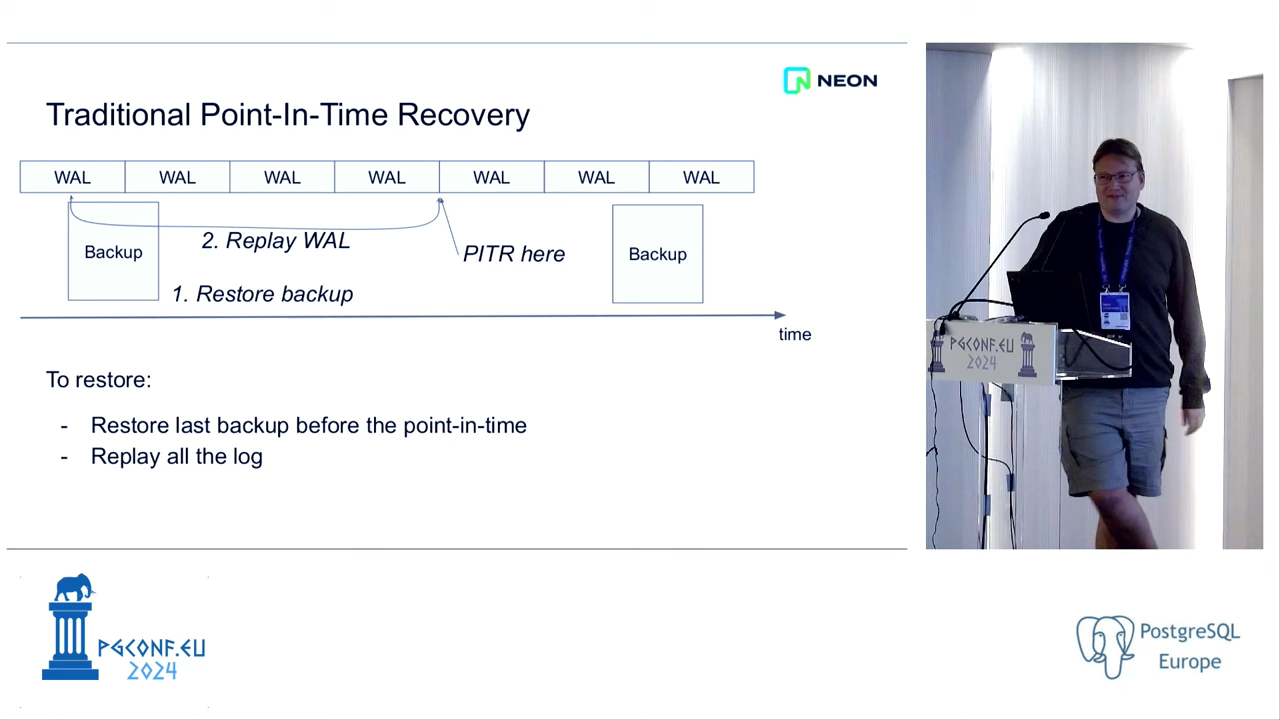 NEON
Traditional Point-In-Time Recovery
WAL WAL WAL WAL WAL WAL WAL
Backup
2. Replay WAL
PITR here
Backup
1. Restore backup
time
To restore:
- Restore last backup before the point-in-time
- Replay all the log
PGCONF.EU
2024
PGCONF.EU
2024
PostgreSQL
Europe